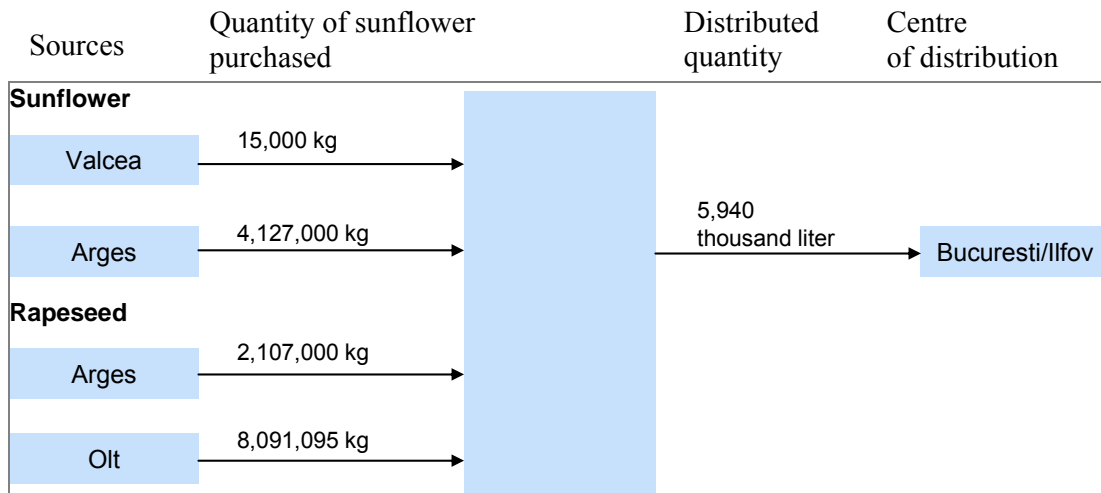 Sources
Quantity of sunflower
purchased
Distributed
quantity
Centre
of distribution
Sunflower
Valcea
15,000 kg
Arges
4,127,000 kg
5,940
thousand liter
Bucuresti/Ilfov
Rapeseed
Arges
2,107,000 kg
Olt
8,091,095 kg